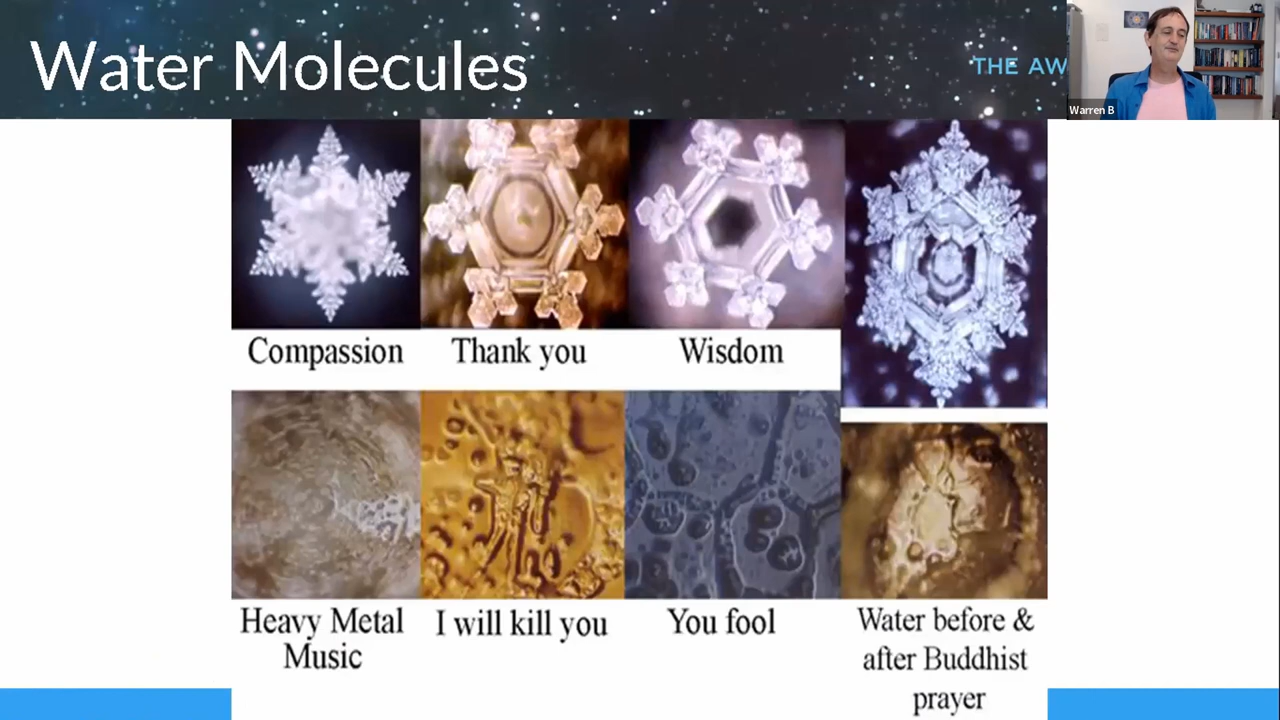 Water Molecules
THE AW
Warren B
Compassion
Thank you
Wisdom
Heavy Metal
Music
I will kill you
You fool
Water before &
after Buddhist
prayer